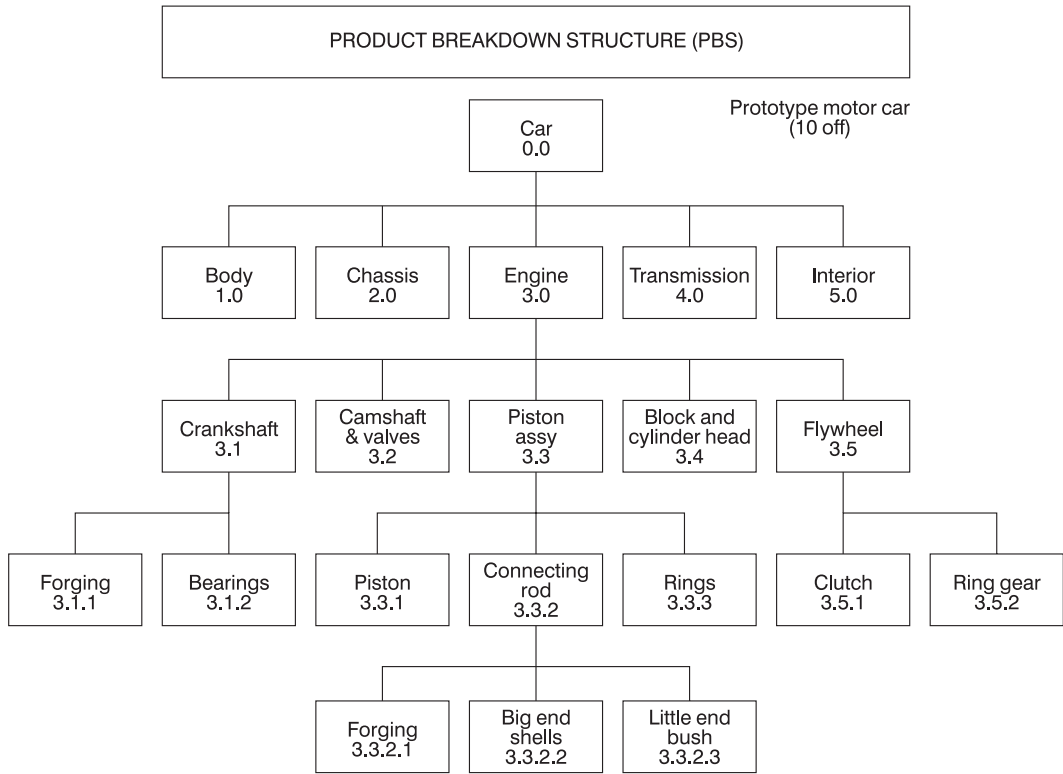 PRODUCT BREAKDOWN STRUCTURE (PBS)
Prototype motor car
(10 off)
Car
0.0
Body
1.0
Chassis
2.0
Engine
3.0
Transmission
4.0
Interior
5.0
Crankshaft
3.1
Camshaft
& valves
3.2
Piston
assy
3.3
Block and
cylinder head
3.4
Flywheel
3.5
Forging
3.1.1
Bearings
3.1.2
Piston
3.3.1
Connecting
rod
3.3.2
Rings
3.3.3
Clutch
3.5.1
Ring gear
3.5.2
Forging
3.3.2.1
Big end
shells
3.3.2.2
Little end
bush
3.3.2.3